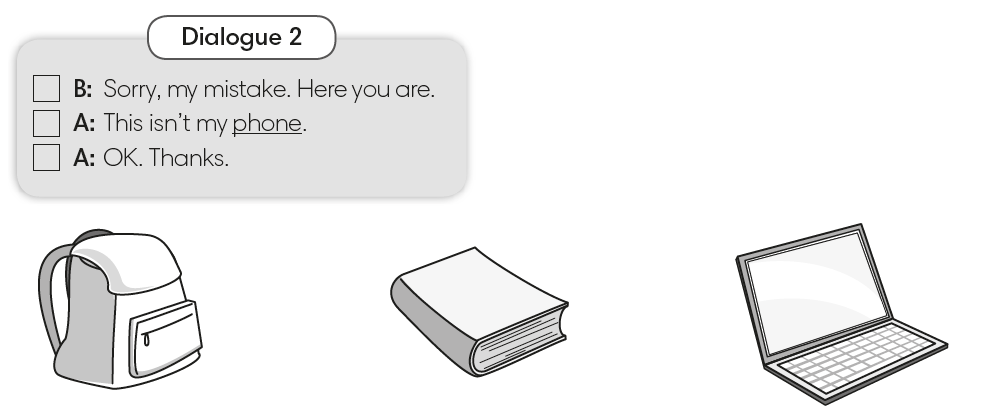 Dialogue 2
B: Sorry, my mistake. Here you are.
A: This isn't my phone.
A: OK. Thanks.